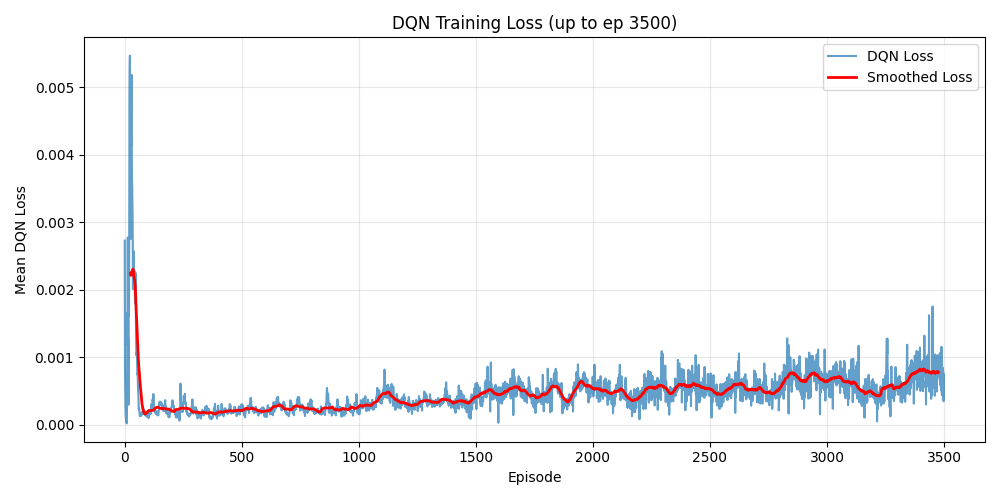 DQN Training Loss (up to ep 3500)
DQN Loss
Smoothed Loss
Mean DQN Loss
0.005
0.004
0.003
0.002
0.001
0.000
0 500 1000 1500 2000 2500 3000 3500
Episode